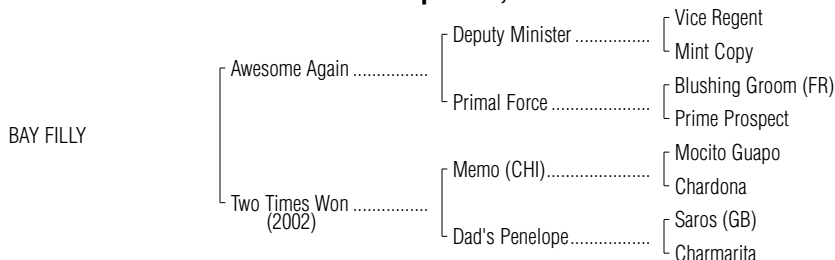 Vice Regent
Deputy Minister ..................
Mint Copy
Awesome Again ..................
Blushing Groom (FR)
Primal Force .......................
Prime Prospect
BAY FILLY
Mocito Guapo
Memo (CHI)........................
Chardona
Two Times Won .................
(2002)
Saros (GB)
Dad's Penelope...................
Charmarita